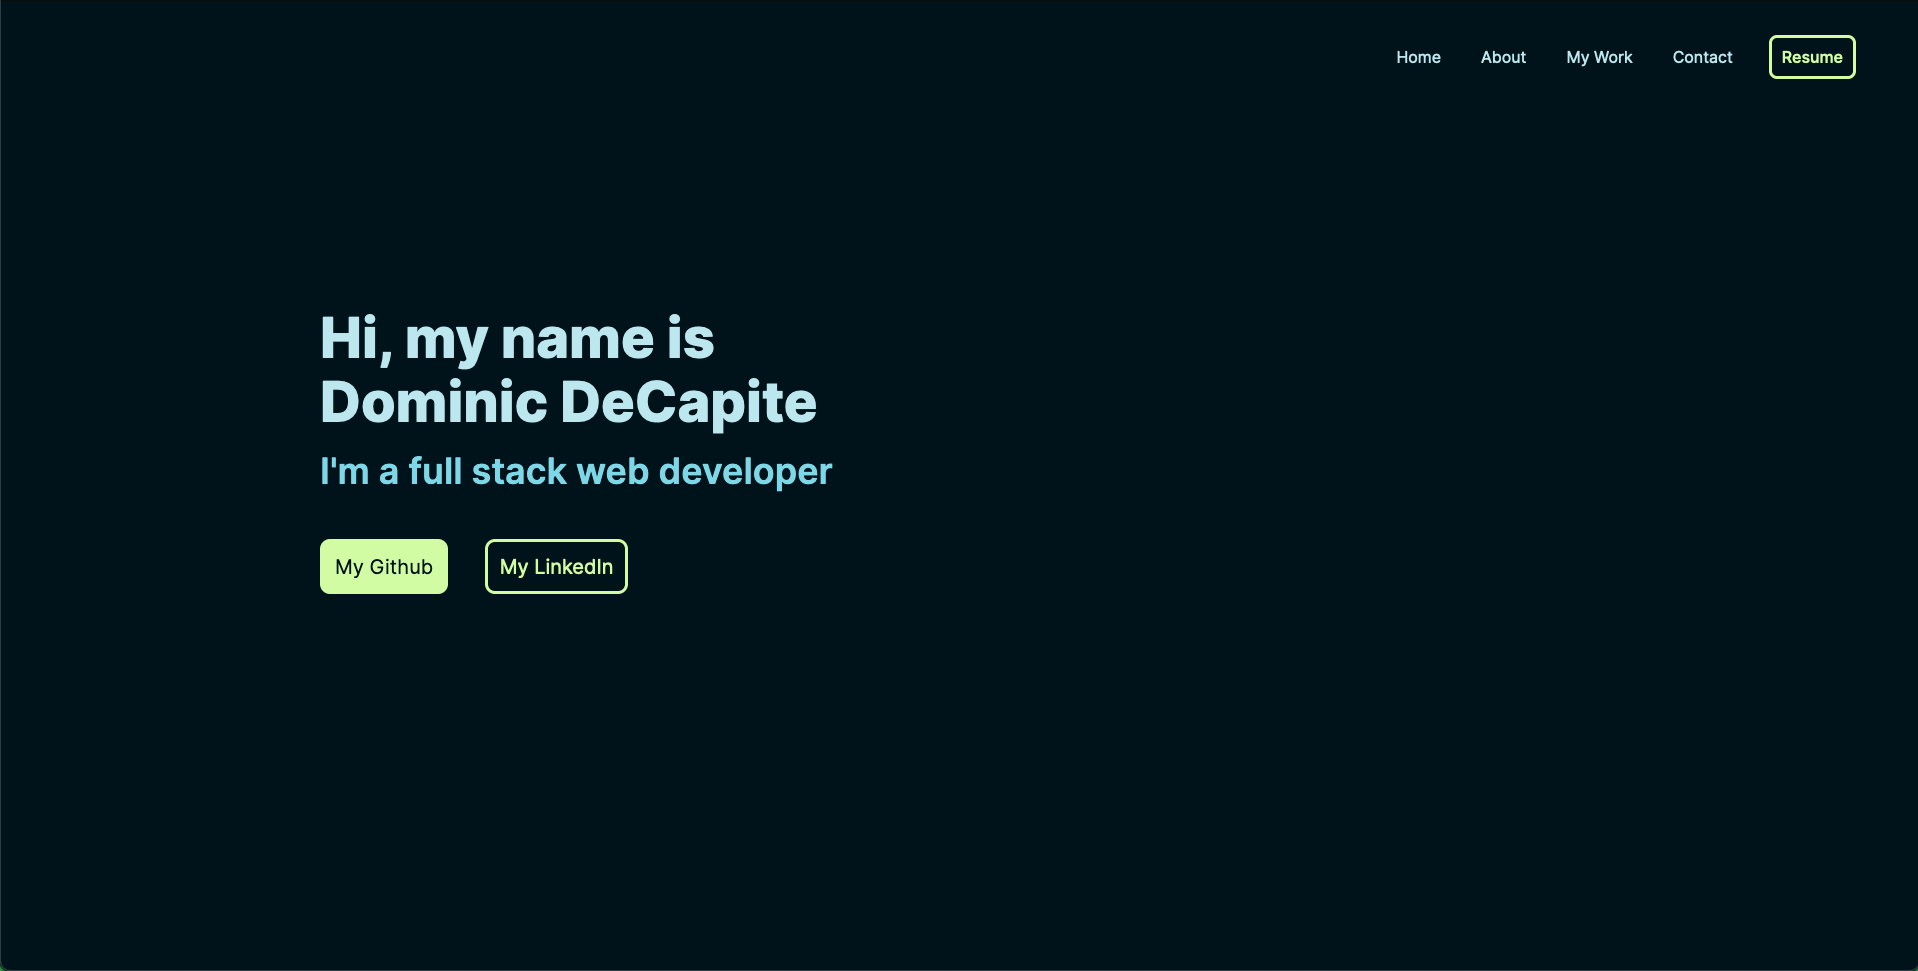 Home About My Work Contact Resume
Hi, my name is
Dominic DeCapite
I'm a full stack web developer
My Github My LinkedIn